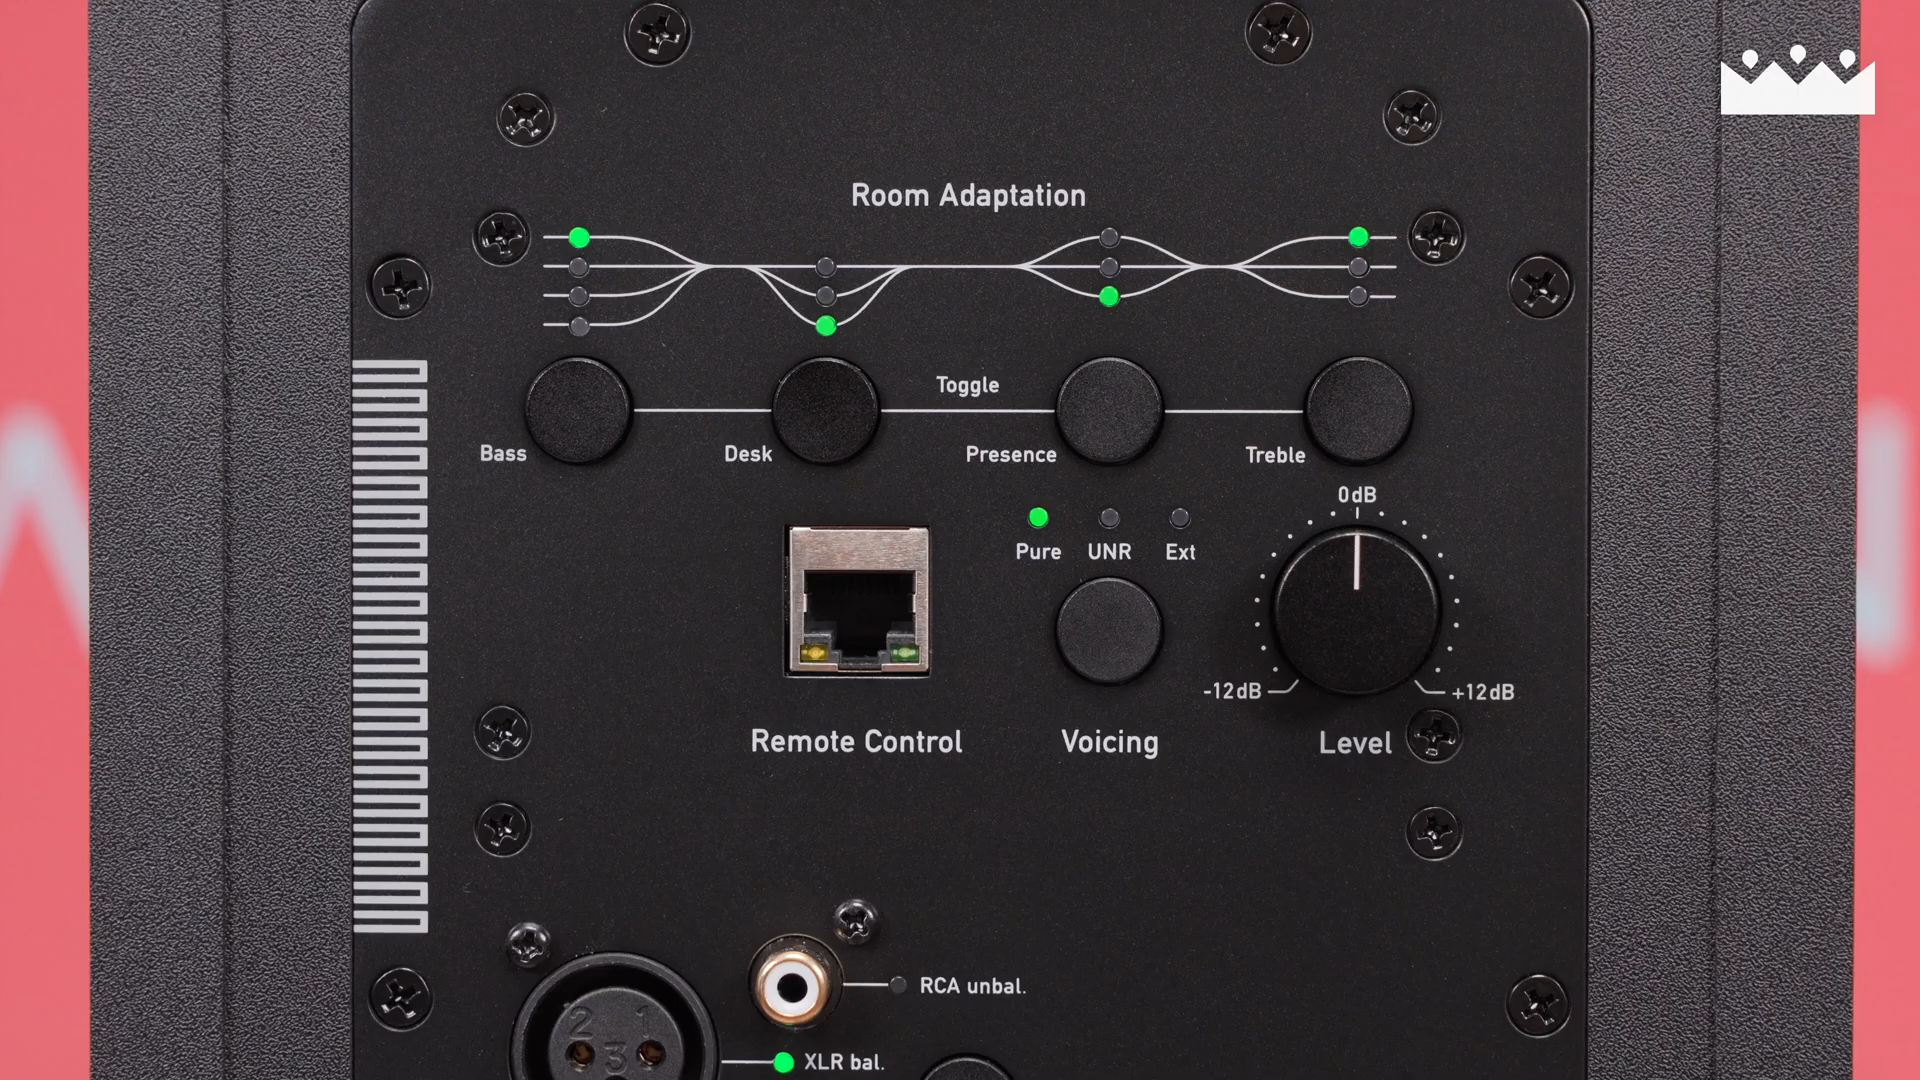 Room Adaptation
Toggle
Bass
Desk
Presence
Treble
0dB
Pure
UNR
Ext
-12dB
+12dB
Remote Control
Voicing
Level
RCA unbal.
2
1
3
XLR bal.